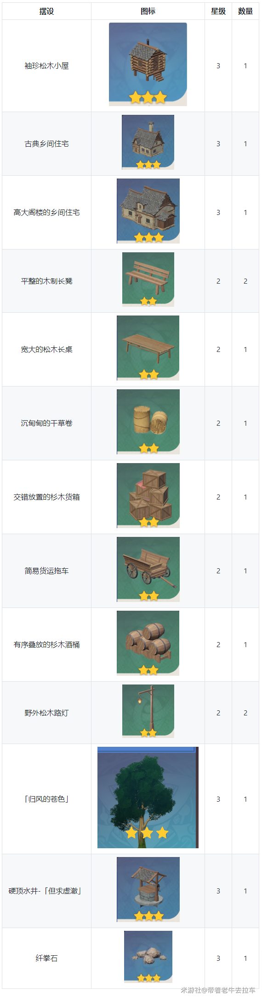 摆设 图标 星级 数量
袖珍松木小屋 3 1
古典乡间住宅 3 1
高大阁楼的乡间住宅 3 1
平整的木制长凳 2 2
宽大的松木长桌 2 1
沉甸甸的干草卷 2 1
交错放置的杉木货箱 2 1
简易货运拖车 2 1
有序叠放的杉木酒桶 2 1
野外松木路灯 2 2
「归风的苍色」 3 1
硬顶水井-「但求虚澈」 3 1
纤拳石 3 1
米游社@带着老牛去拉车